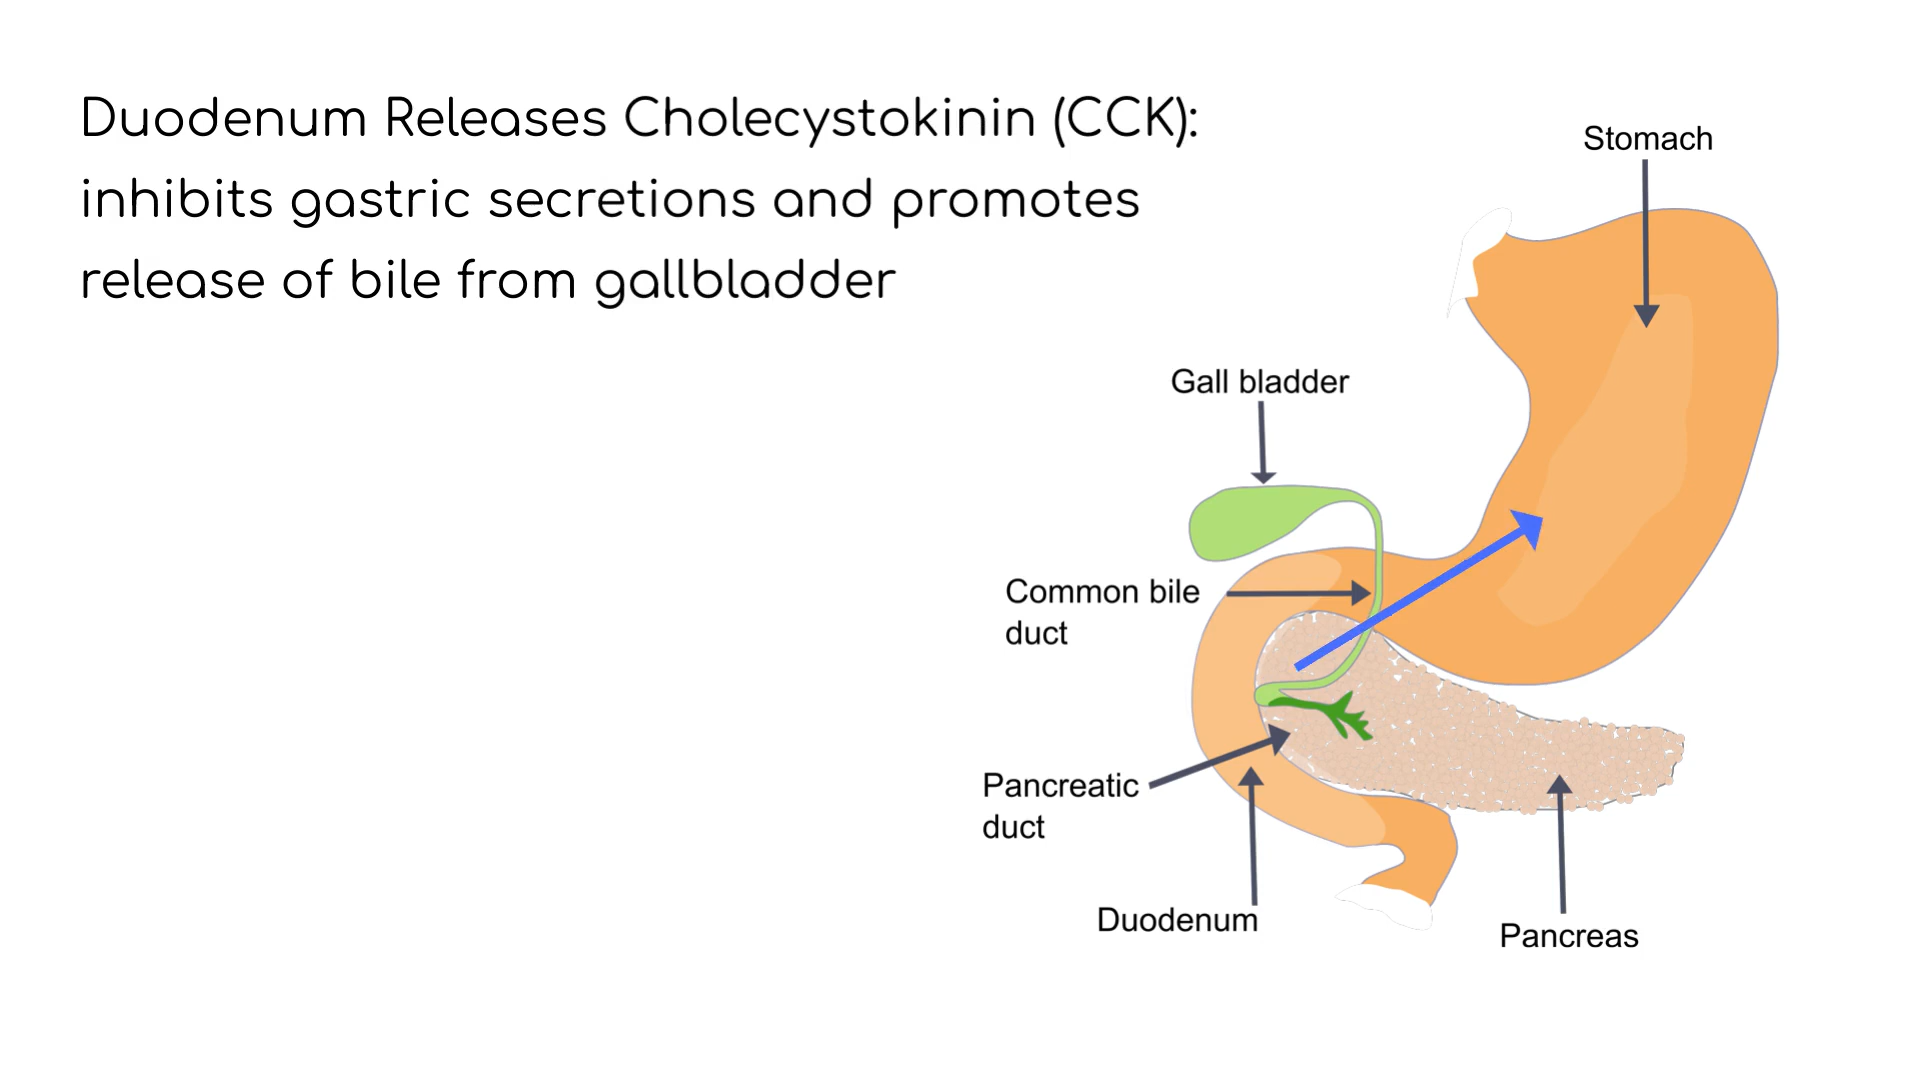 Duodenum Releases Cholecystokinin (CCK):
inhibits gastric secretions and promotes
release of bile from gallbladder
Stomach
Gall bladder
Common bile
duct
Pancreatic
duct
Duodenum
Pancreas